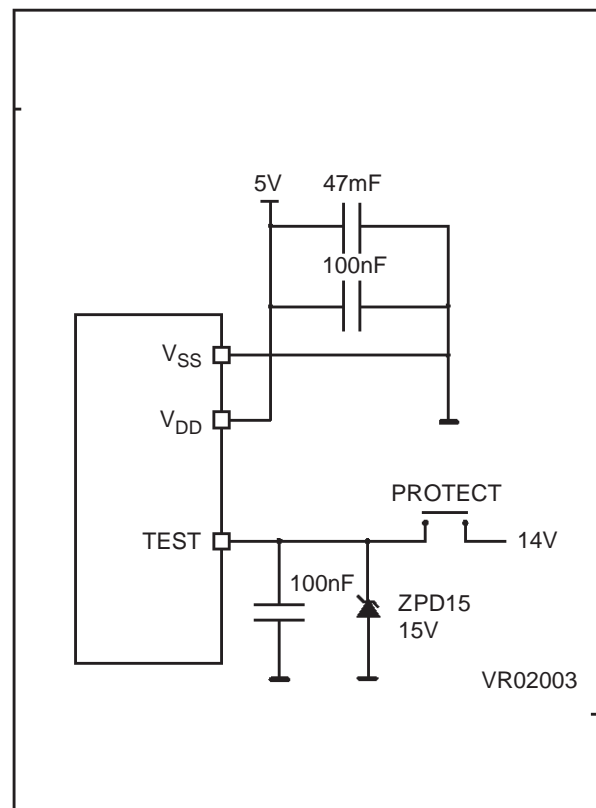 5V 47mF
100nF
VSS
VDD
PROTECT
TEST
14V
100nF
ZPD15
15V
VR02003